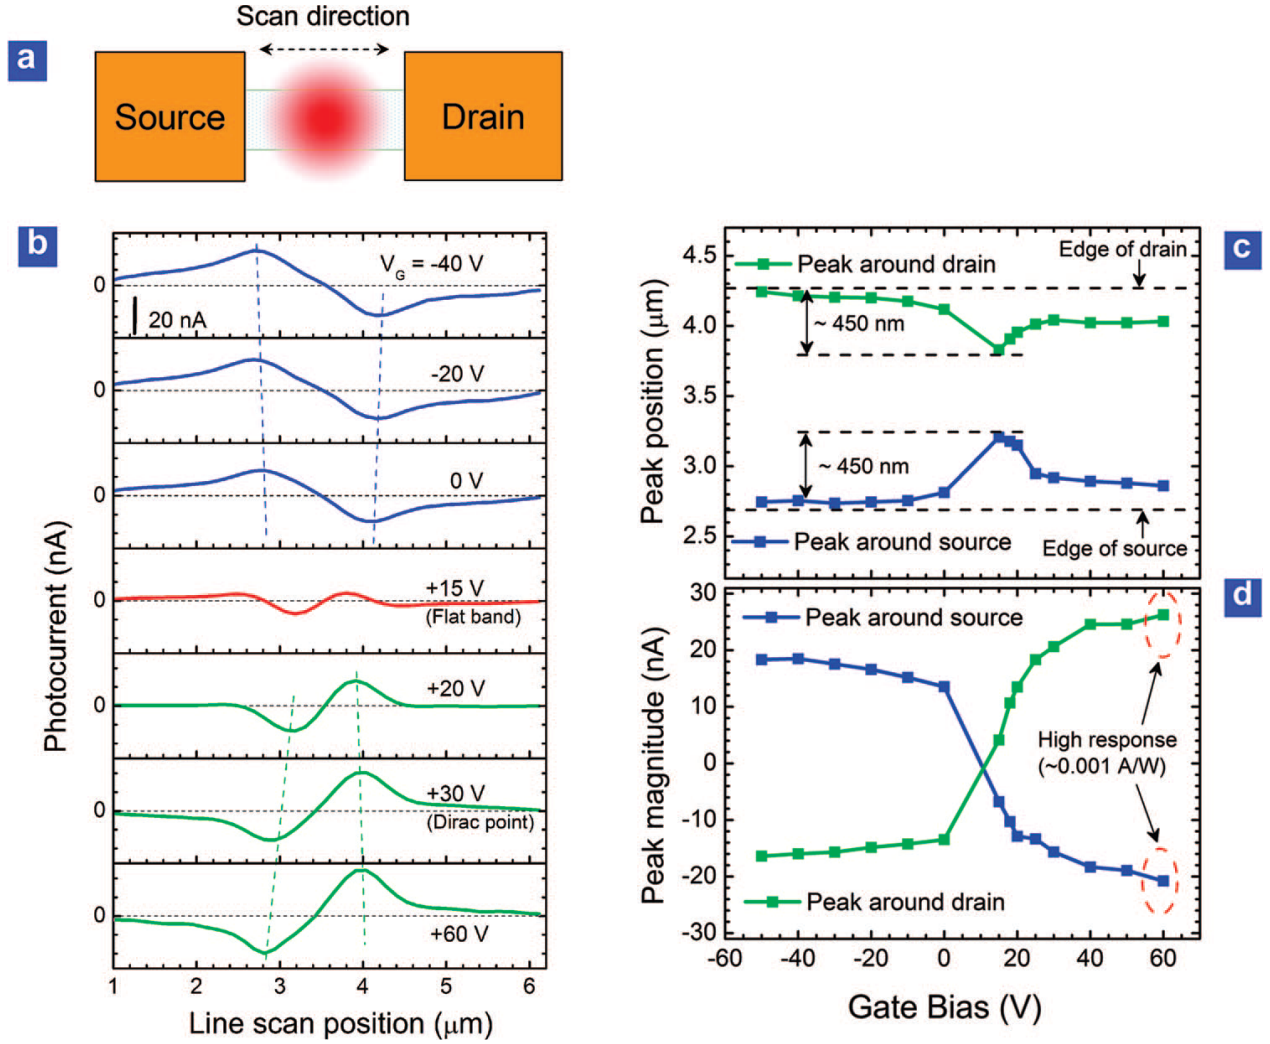 a
Scan direction
Source
Drain
b
V_G = -40 V
0
20 nA
-20 V
0
0 V
0
+15 V
(Flat band)
0
+20 V
0
+30 V
(Dirac point)
0
+60 V
0
1 2 3 4 5 6
Line scan position (μm)
Photocurrent (nA)
c
4.5
4.0
3.5
3.0
2.5
Peak position (μm)
Peak around drain
Edge of drain
~ 450 nm
~ 450 nm
Peak around source
Edge of source
d
30
20
10
0
-10
-20
-30
Peak magnitude (nA)
Peak around source
High response
(~0.001 A/W)
Peak around drain
-60 -40 -20 0 20 40 60
Gate Bias (V)